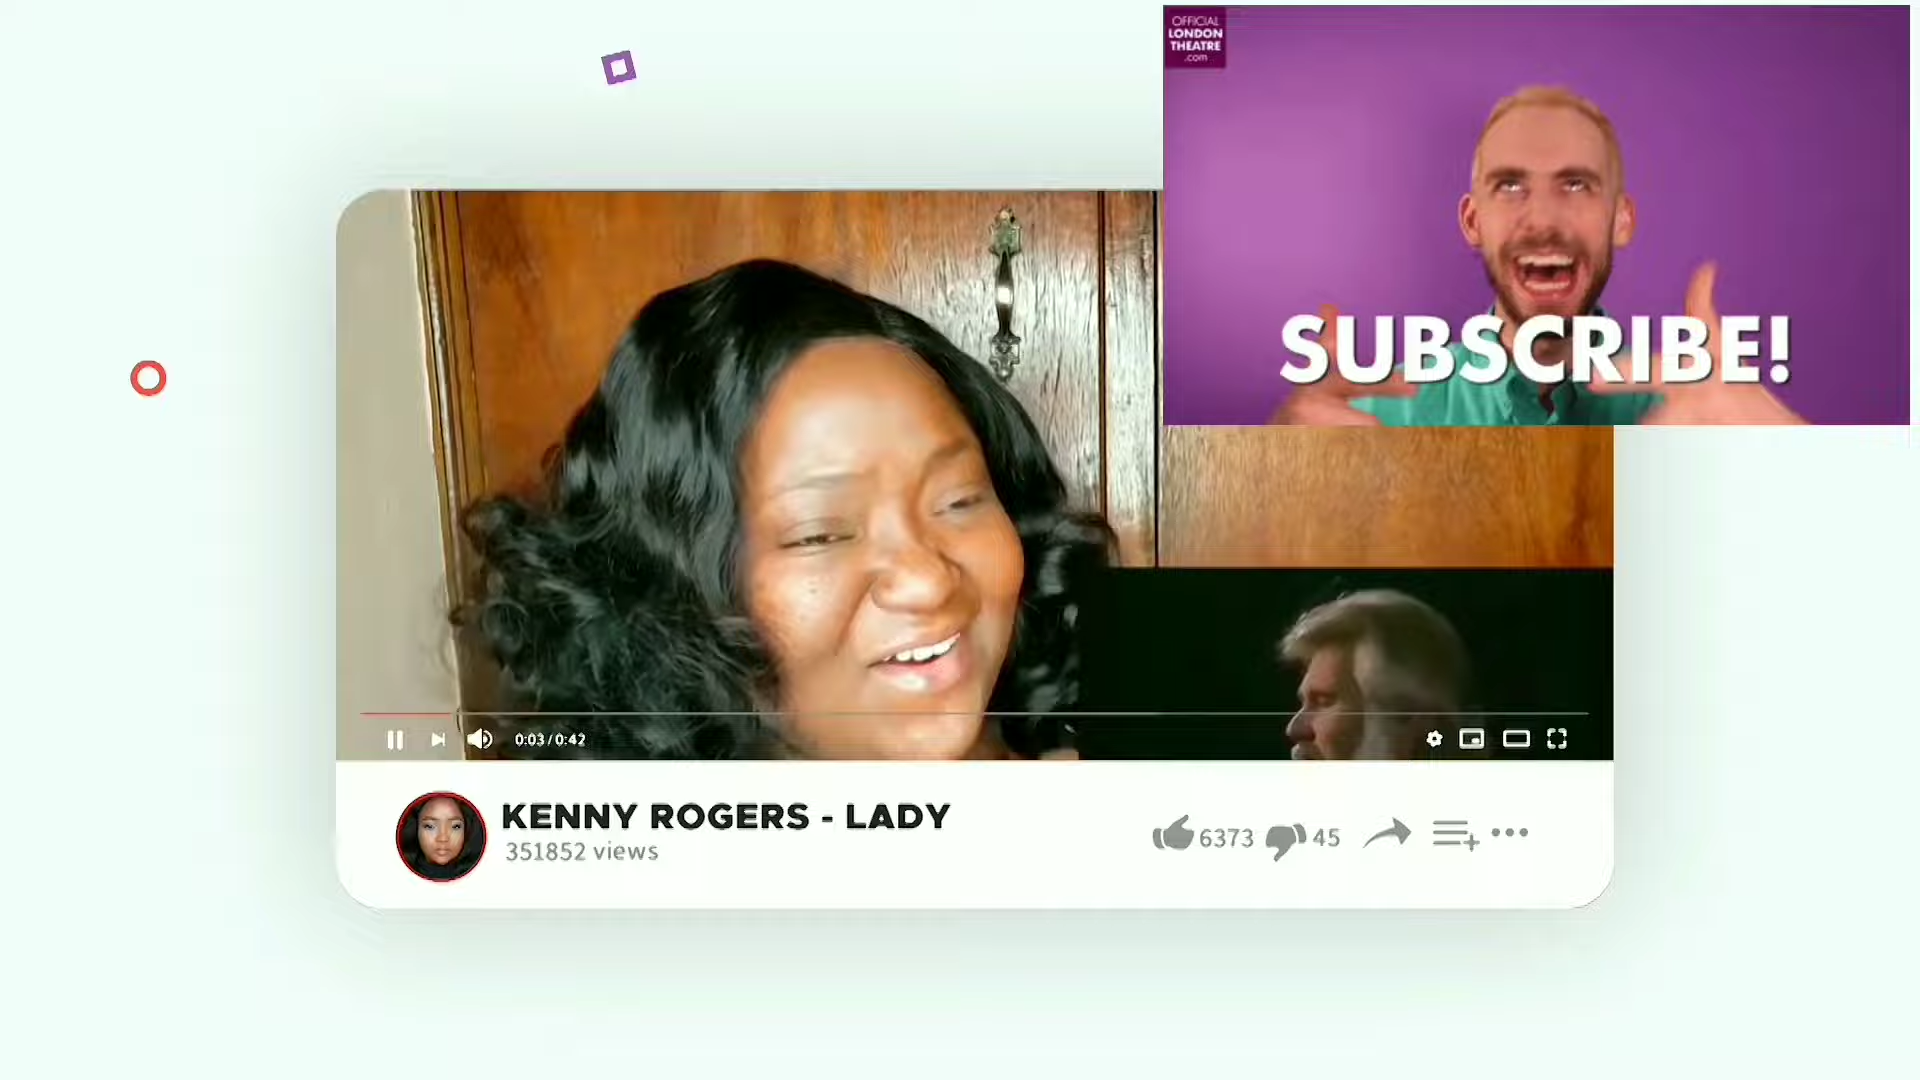 OFFICIAL
LONDON
THEATRE
.com
SUBSCRIBE!
0:03 / 0:42
KENNY ROGERS - LADY
351852 views
6373
45